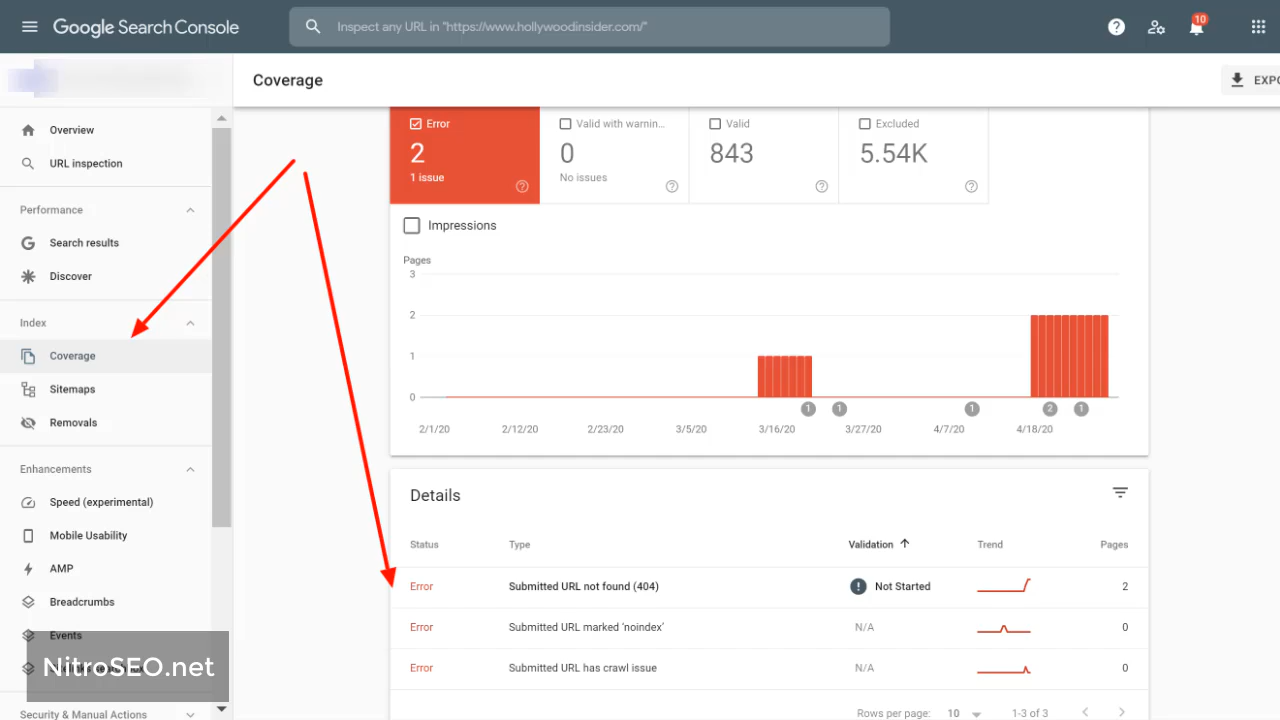 Google Search Console
Inspect any URL in "https://www.hollywoodinsider.com/"
10
Coverage
EXPO
Overview
URL inspection
Performance
Search results
Discover
Index
Coverage
Sitemaps
Removals
Enhancements
Speed (experimental)
Mobile Usability
AMP
Breadcrumbs
Events
NitroSEO.net
Security & Manual Actions
Error
2
1 issue
Valid with warnin...
0
No issues
Valid
843
Excluded
5.54K
Impressions
Pages
3
2
1
0
1 1 1 2 1
2/1/20 2/12/20 2/23/20 3/5/20 3/16/20 3/27/20 4/7/20 4/18/20
Details
Status Type Validation Trend Pages
Error Submitted URL not found (404) Not Started 2
Error Submitted URL marked ‘noindex’ N/A 0
Error Submitted URL has crawl issue N/A 0
Rows per page: 10 1-3 of 3